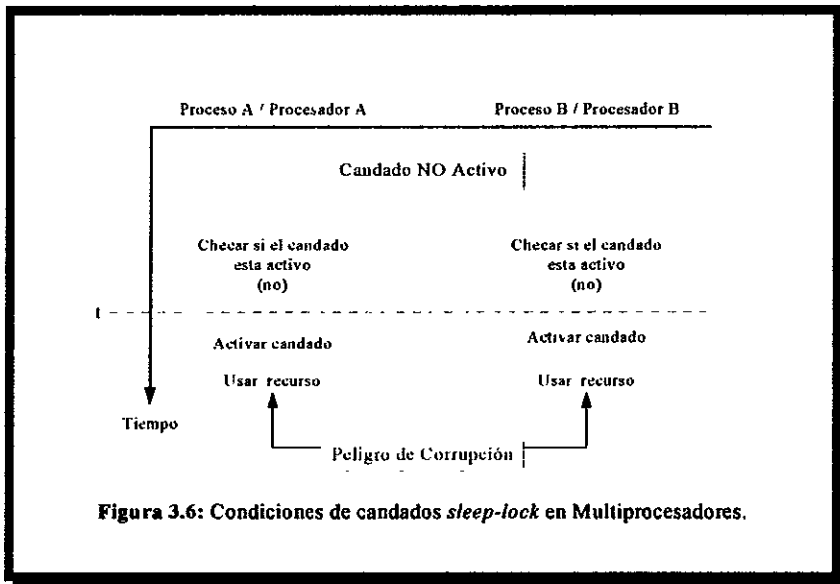 Proceso A / Procesador A Proceso B / Procesador B
Candado NO Activo
Checar si el candado Checar si el candado
esta activo esta activo
(no) (no)
t
Activar candado Activar candado
Usar recurso Usar recurso
Tiempo
Peligro de Corrupción
Figura 3.6: Condiciones de candados sleep-lock en Multiprocesadores.